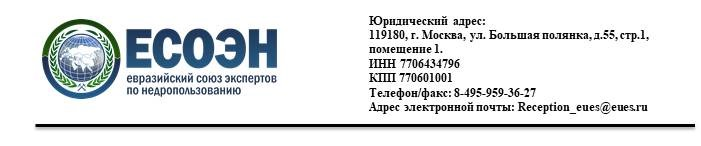 ЕСОЭН
евразийский союз экспертов
по недропользованию
Юридический адрес:
119180, г. Москва, ул. Большая полянка,д.55, стр.1,
помешение 1.
ИНН 7706434796
КПП 770601001
Телефон/факс: 8-495-959-36-27
Адрес электронной почты: Reception_eues@eues.ru